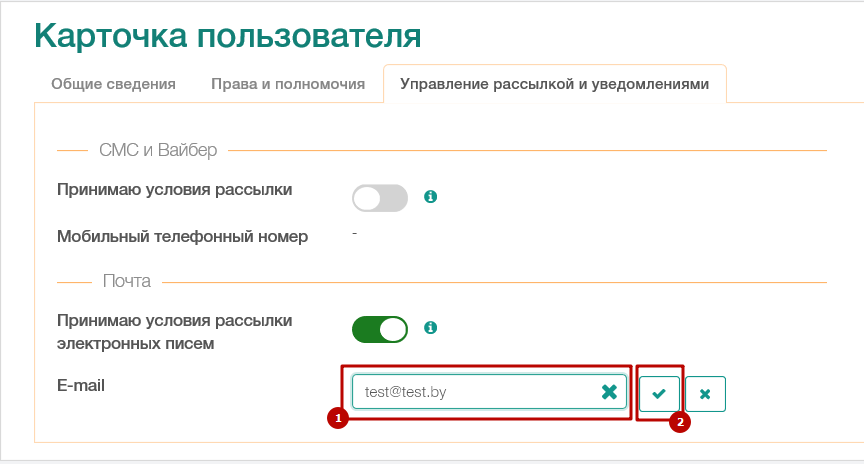 Карточка пользователя
Общие сведения Права и полномочия Управление рассылкой и уведомлениями
СМС и Вайбер
Принимаю условия рассылки
Мобильный телефонный номер -
Почта
Принимаю условия рассылки
электронных писем
E-mail test@test.by
1 2